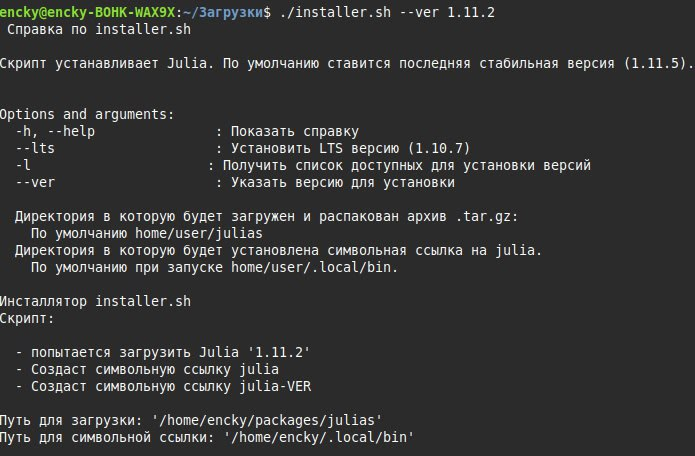 encky@encky-BOHK-WAX9X:~/Загрузки$ ./installer.sh --ver 1.11.2
Справка по installer.sh
Скрипт устанавливает Julia. По умолчанию ставится последняя стабильная версия (1.11.5).
Options and arguments:
-h, --help : Показать справку
--lts : Установить LTS версию (1.10.7)
-l : Получить список доступных для установки версий
--ver : Указать версию для установки
Директория в которую будет загружен и распакован архив .tar.gz:
По умолчанию home/user/julias
Директория в которую будет установлена символьная ссылка на julia.
По умолчанию при запуске home/user/.local/bin.
Инсталлятор installer.sh
Скрипт:
- попытается загрузить Julia '1.11.2'
- Создаст символьную ссылку julia
- Создаст символьную ссылку julia-VER
Путь для загрузки: '/home/encky/packages/julias'
Путь для символьной ссылки: '/home/encky/.local/bin'